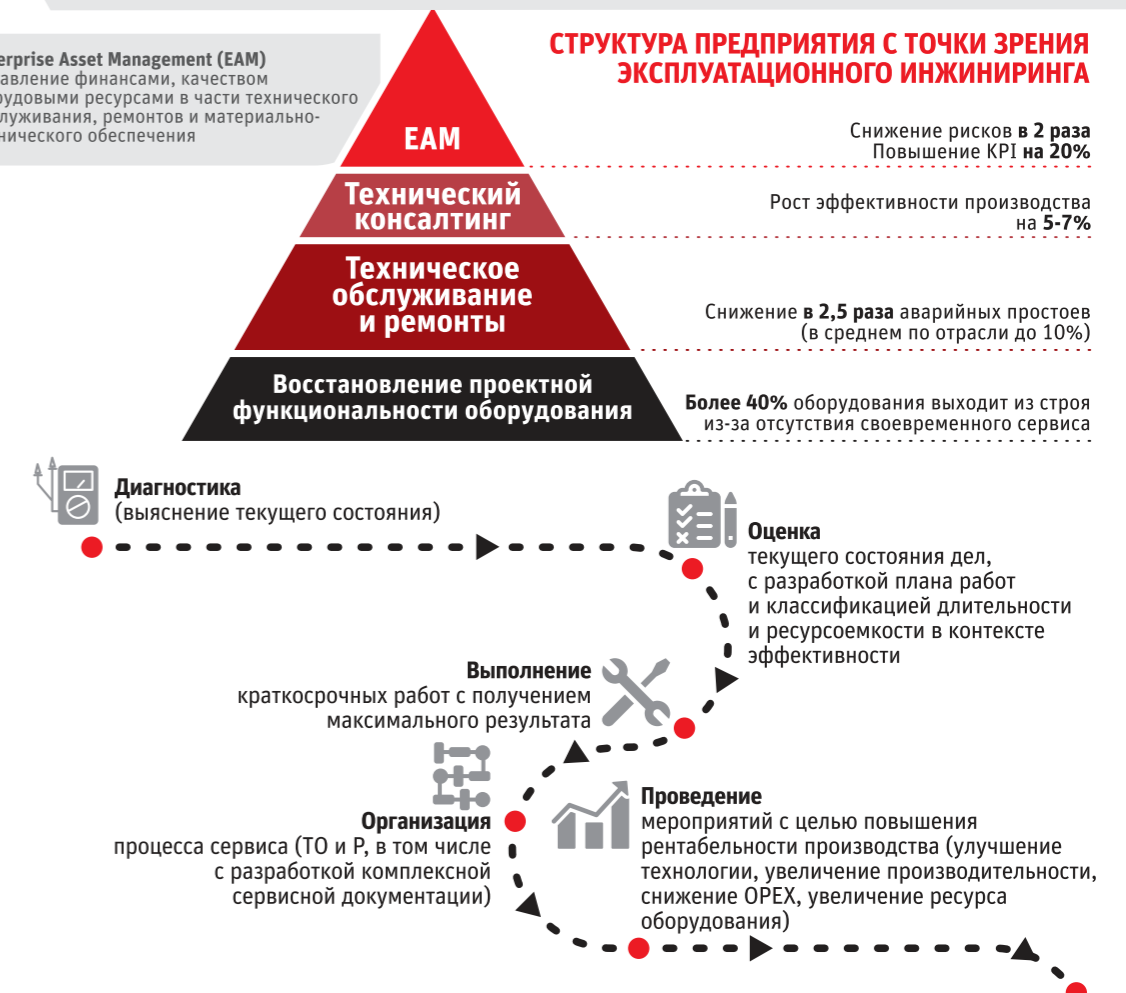 Enterprise Asset Management (EAM)
финансами, качеством
ресурсами в части технического
ремонтов и материально-
обеспечения
СТРУКТУРА ПРЕДПРИЯТИЯ С ТОЧКИ ЗРЕНИЯ
ЭКСПЛУАТАЦИОННОГО ИНЖИНИРИНГА
EAM
Снижение рисков в 2 раза
Повышение KPI на 20%
Технический
консалтинг
Рост эффективности производства
на 5-7%
Техническое
обслуживание
и ремонты
Снижение в 2,5 раза аварийных простоев
(в среднем по отрасли до 10%)
Восстановление проектной
функциональности оборудования
Более 40% оборудования выходит из строя
из-за отсутствия своевременного сервиса
Диагностика
(выяснение текущего состояния)
Оценка
текущего состояния дел,
с разработкой плана работ
и классификацией длительности
и ресурсоемкости в контексте
эффективности
Выполнение
краткосрочных работ с получением
максимального результата
Организация
процесса сервиса (ТО и Р, в том числе
с разработкой комплексной
сервисной документации)
Проведение
мероприятий с целью повышения
рентабельности производства (улучшение
технологии, увеличение производительности,
снижение OPEX, увеличение ресурса
оборудования)